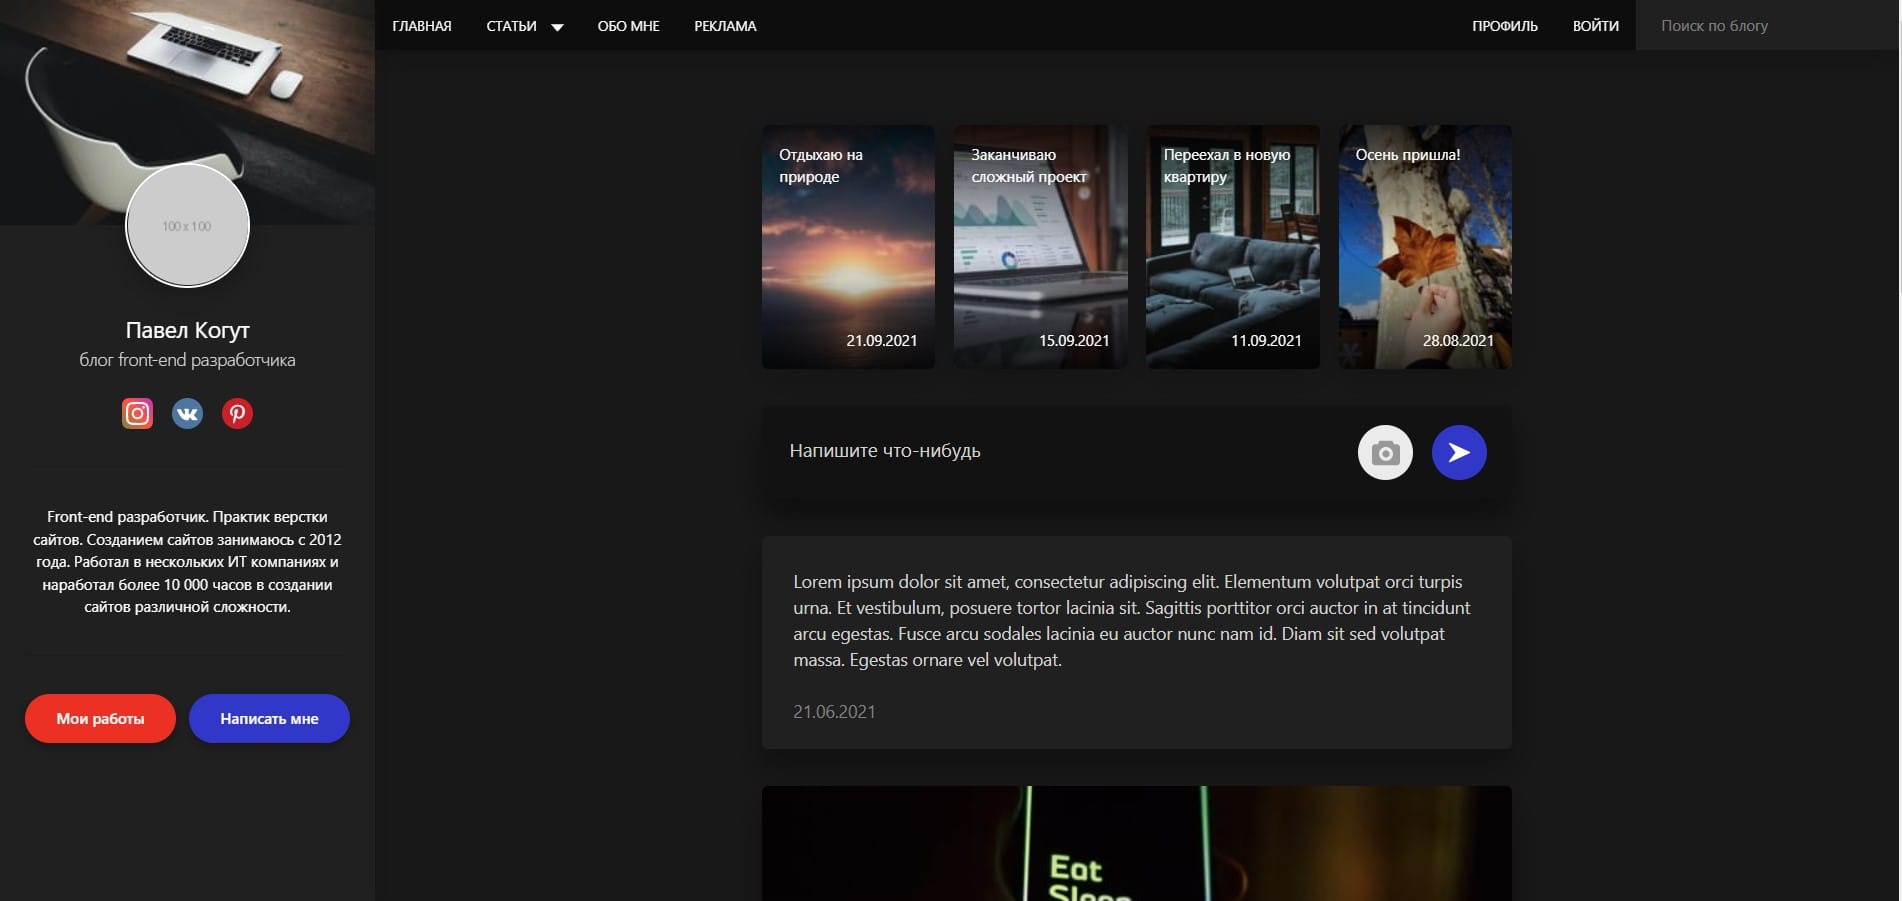 ГЛАВНАЯ
СТАТЬИ
ОБО МНЕ
РЕКЛАМА
ПРОФИЛЬ
ВОЙТИ
Поиск по блогу
100 x 100
Павел Когут
блог front-end разработчика
Front-end разработчик. Практик верстки
сайтов. Созданием сайтов занимаюсь с 2012
года. Работал в нескольких ИТ компаниях и
наработал более 10 000 часов в создании
сайтов различной сложности.
Мои работы
Написать мне
Отдыхаю на
природе
21.09.2021
Заканчиваю
сложный проект
15.09.2021
Переехал в новую
квартиру
11.09.2021
Осень пришла!
28.08.2021
Напишите что-нибудь
Lorem ipsum dolor sit amet, consectetur adipiscing elit. Elementum volutpat orci turpis
urna. Et vestibulum, posuere tortor lacinia sit. Sagittis porttitor orci auctor in at tincidunt
arcu egestas. Fusce arcu sodales lacinia eu auctor nunc nam id. Diam sit sed volutpat
massa. Egestas ornare vel volutpat.
21.06.2021
Eat
Sleep